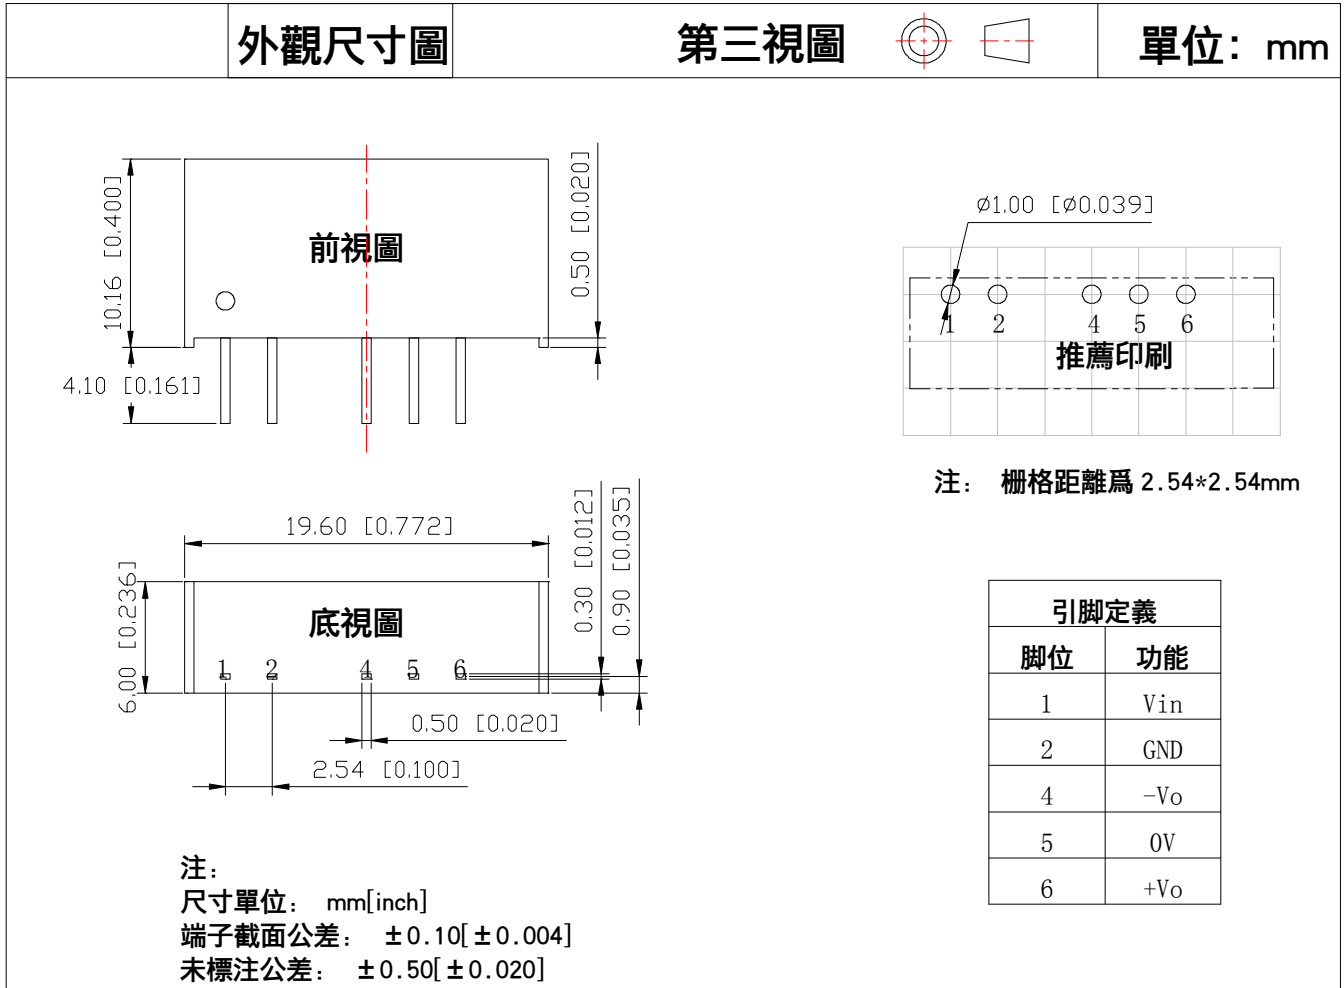 外觀尺寸圖
第三視圖
單位: mm
10.16 [0.400]
前視圖
0.50 [0.020]
4.10 [0.161]
ø1.00 [ø0.039]
1 2 4 5 6
推薦印刷
注: 栅格距離爲 2.54*2.54mm
19.60 [0.772]
6.00 [0.236]
底視圖
0.30 [0.012]
0.90 [0.035]
1 2 4 5 6
0.50 [0.020]
2.54 [0.100]
引脚定義
脚位 功能
1 Vin
2 GND
4 -Vo
5 0V
6 +Vo
注:
尺寸單位: mm[inch]
端子截面公差: ±0.10[±0.004]
未標注公差: ±0.50[±0.020]